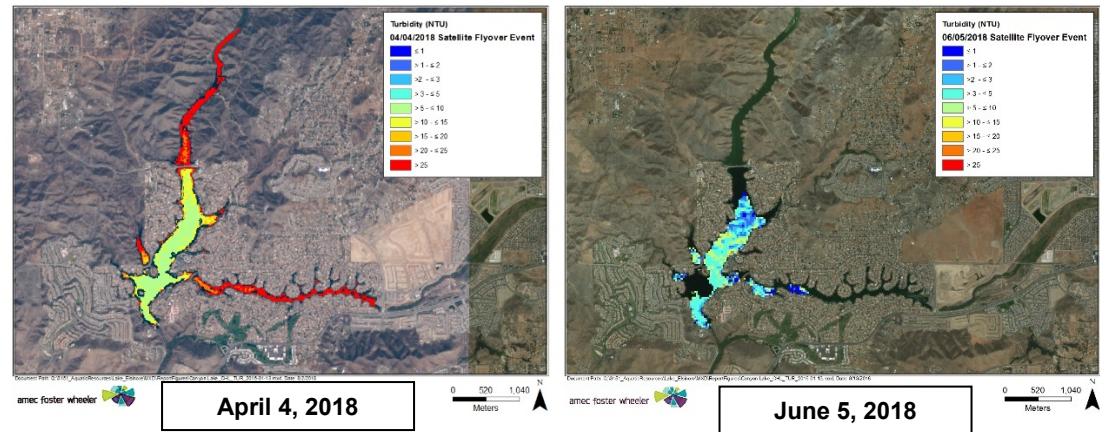 Turbidity (NTU)
04/04/2018 Satellite Flyover Event
≤ 1
> 1 - ≤ 2
>2 - ≤ 3
> 3 - ≤ 5
> 5 - ≤ 10
> 10 - ≤ 15
> 15 - ≤ 20
> 20 - ≤ 25
> 25
amec foster wheeler
April 4, 2018
0 520 1,040
Meters
N
Turbidity (NTU)
06/05/2018 Satellite Flyover Event
≤ 1
> 1 - ≤ 2
>2 - ≤ 3
> 3 - ≤ 5
> 5 - ≤ 10
> 10 - ≤ 15
> 15 - ≤ 20
> 20 - ≤ 25
> 25
amec foster wheeler
June 5, 2018
0 520 1,040
Meters
N